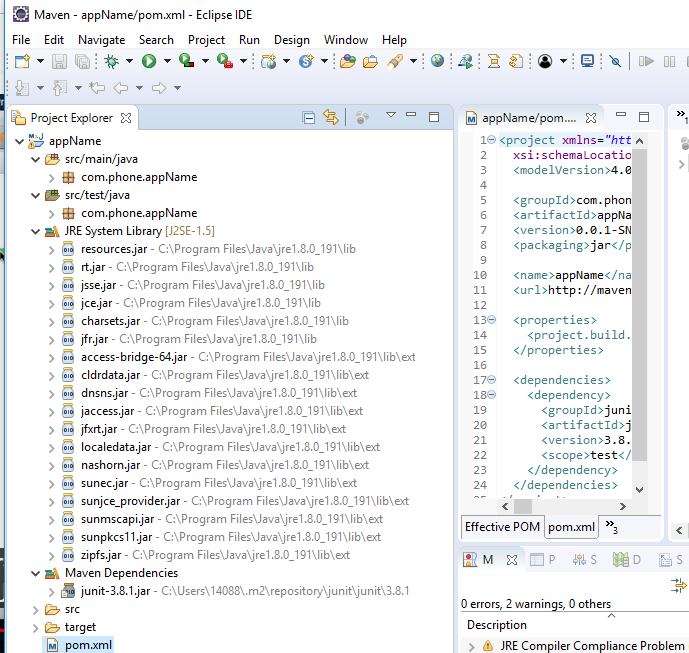 Maven - appName/pom.xml - Eclipse IDE
File Edit Navigate Search Project Run Design Window Help
Project Explorer
appName
src/main/java
com.phone.appName
src/test/java
com.phone.appName
JRE System Library [J2SE-1.5]
resources.jar - C:\Program Files\Java\jre1.8.0_191\lib
rt.jar - C:\Program Files\Java\jre1.8.0_191\lib
jsse.jar - C:\Program Files\Java\jre1.8.0_191\lib
jce.jar - C:\Program Files\Java\jre1.8.0_191\lib
charsets.jar - C:\Program Files\Java\jre1.8.0_191\lib
jfr.jar - C:\Program Files\Java\jre1.8.0_191\lib
access-bridge-64.jar - C:\Program Files\Java\jre1.8.0_191\lib\ext
cldrdata.jar - C:\Program Files\Java\jre1.8.0_191\lib\ext
dnsns.jar - C:\Program Files\Java\jre1.8.0_191\lib\ext
jaccess.jar - C:\Program Files\Java\jre1.8.0_191\lib\ext
jfxrt.jar - C:\Program Files\Java\jre1.8.0_191\lib\ext
localedata.jar - C:\Program Files\Java\jre1.8.0_191\lib\ext
nashorn.jar - C:\Program Files\Java\jre1.8.0_191\lib\ext
sunec.jar - C:\Program Files\Java\jre1.8.0_191\lib\ext
sunjce_provider.jar - C:\Program Files\Java\jre1.8.0_191\lib\ext
sunmscapi.jar - C:\Program Files\Java\jre1.8.0_191\lib\ext
sunpkcs11.jar - C:\Program Files\Java\jre1.8.0_191\lib\ext
zipfs.jar - C:\Program Files\Java\jre1.8.0_191\lib\ext
Maven Dependencies
junit-3.8.1.jar - C:\Users\14088\.m2\repository\junit\junit\3.8.1
src
target
pom.xml
appName/pom....
1 <project xmlns="htt
2 xsi:schemaLocatio
3 <modelVersion>4.0
4
5 <groupId>com.phon
6 <artifactId>appNa
7 <version>0.0.1-SN
8 <packaging>jar</p
9
10 <name>appName</na
11 <url>http://maven
12
13 <properties>
14 <project.build.
15 </properties>
16
17 <dependencies>
18 <dependency>
19 <groupId>junit
20 <artifactId>j
21 <version>3.8.
22 <scope>test</
23 </dependency>
24 </dependencies>
Effective POM pom.xml »3
M P S D S
0 errors, 2 warnings, 0 others
Description
JRE Compiler Compliance Problem